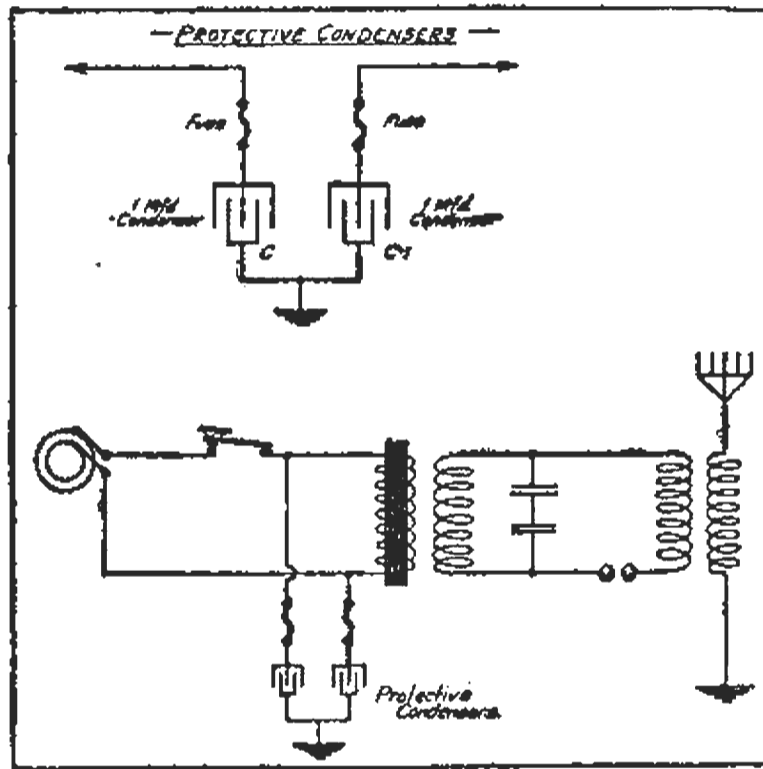 — PROTECTIVE CONDENSERS —
Fuse
Fuse
1 Mfd
Condenser
1 Mfd
Condenser
C
Protective
Condensers.